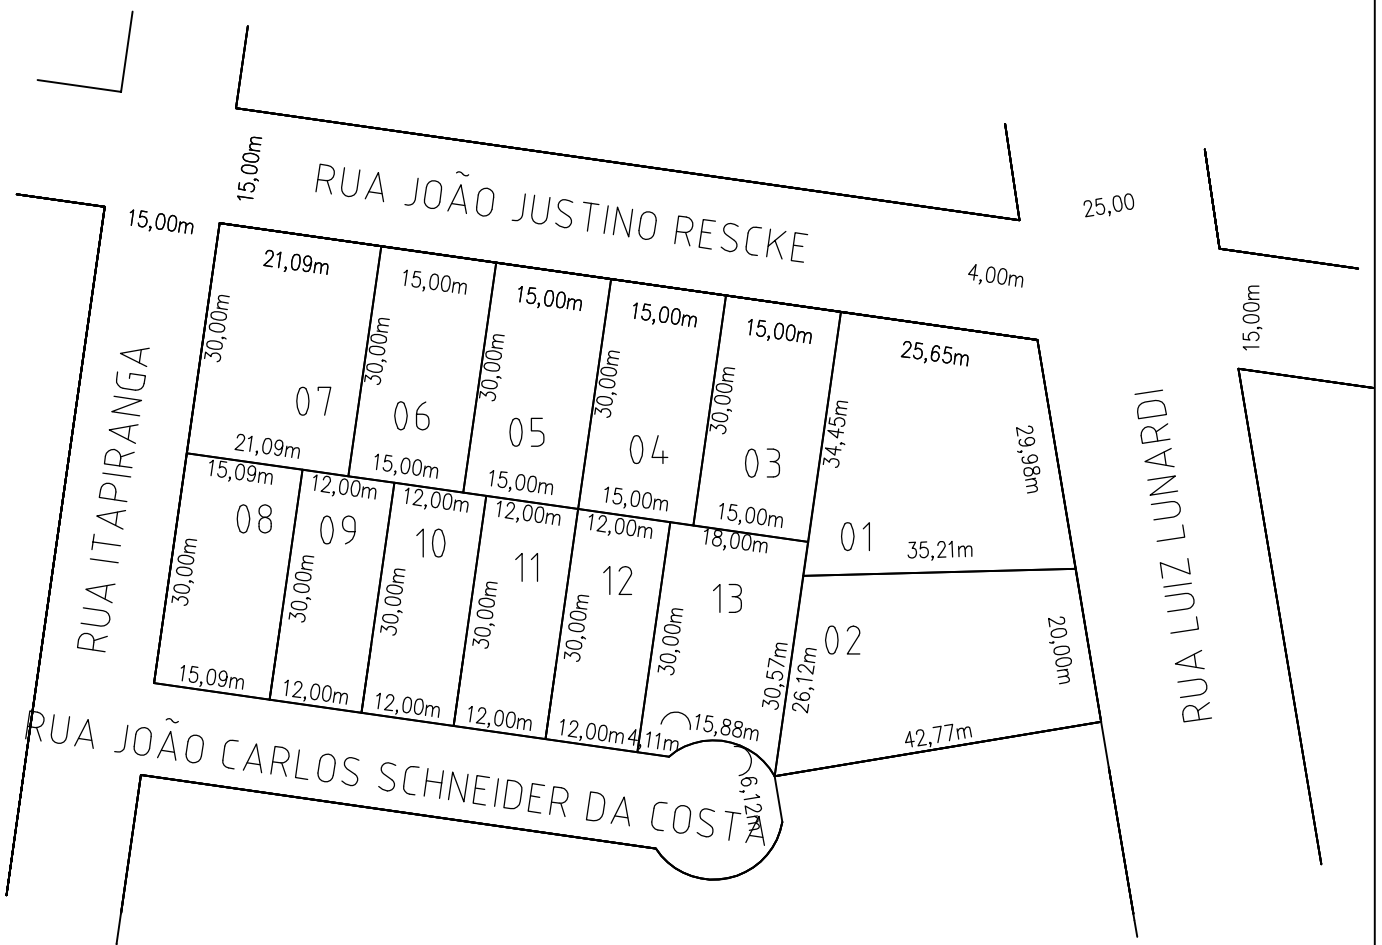 15,00m
RUA JOÃO JUSTINO RESCKE
25,00
15,00m
4,00m
15,00m
21,09m
15,00m
15,00m
15,00m
15,00m
25,65m
30,00m
30,00m
30,00m
30,00m
30,00m
34,45m
29,98m
07
06
05
04
03
01
21,09m
15,00m
15,00m
15,00m
15,00m
35,21m
RUA ITAPIRANGA
RUA LUIZ LUNARDI
15,09m
12,00m
12,00m
12,00m
12,00m
18,00m
08
09
10
11
12
13
02
30,00m
30,00m
30,00m
30,00m
30,00m
30,00m
30,57m
26,12m
20,00m
15,09m
12,00m
12,00m
12,00m
12,00m
4,11m
15,88m
42,77m
6,12m
RUA JOÃO CARLOS SCHNEIDER DA COSTA